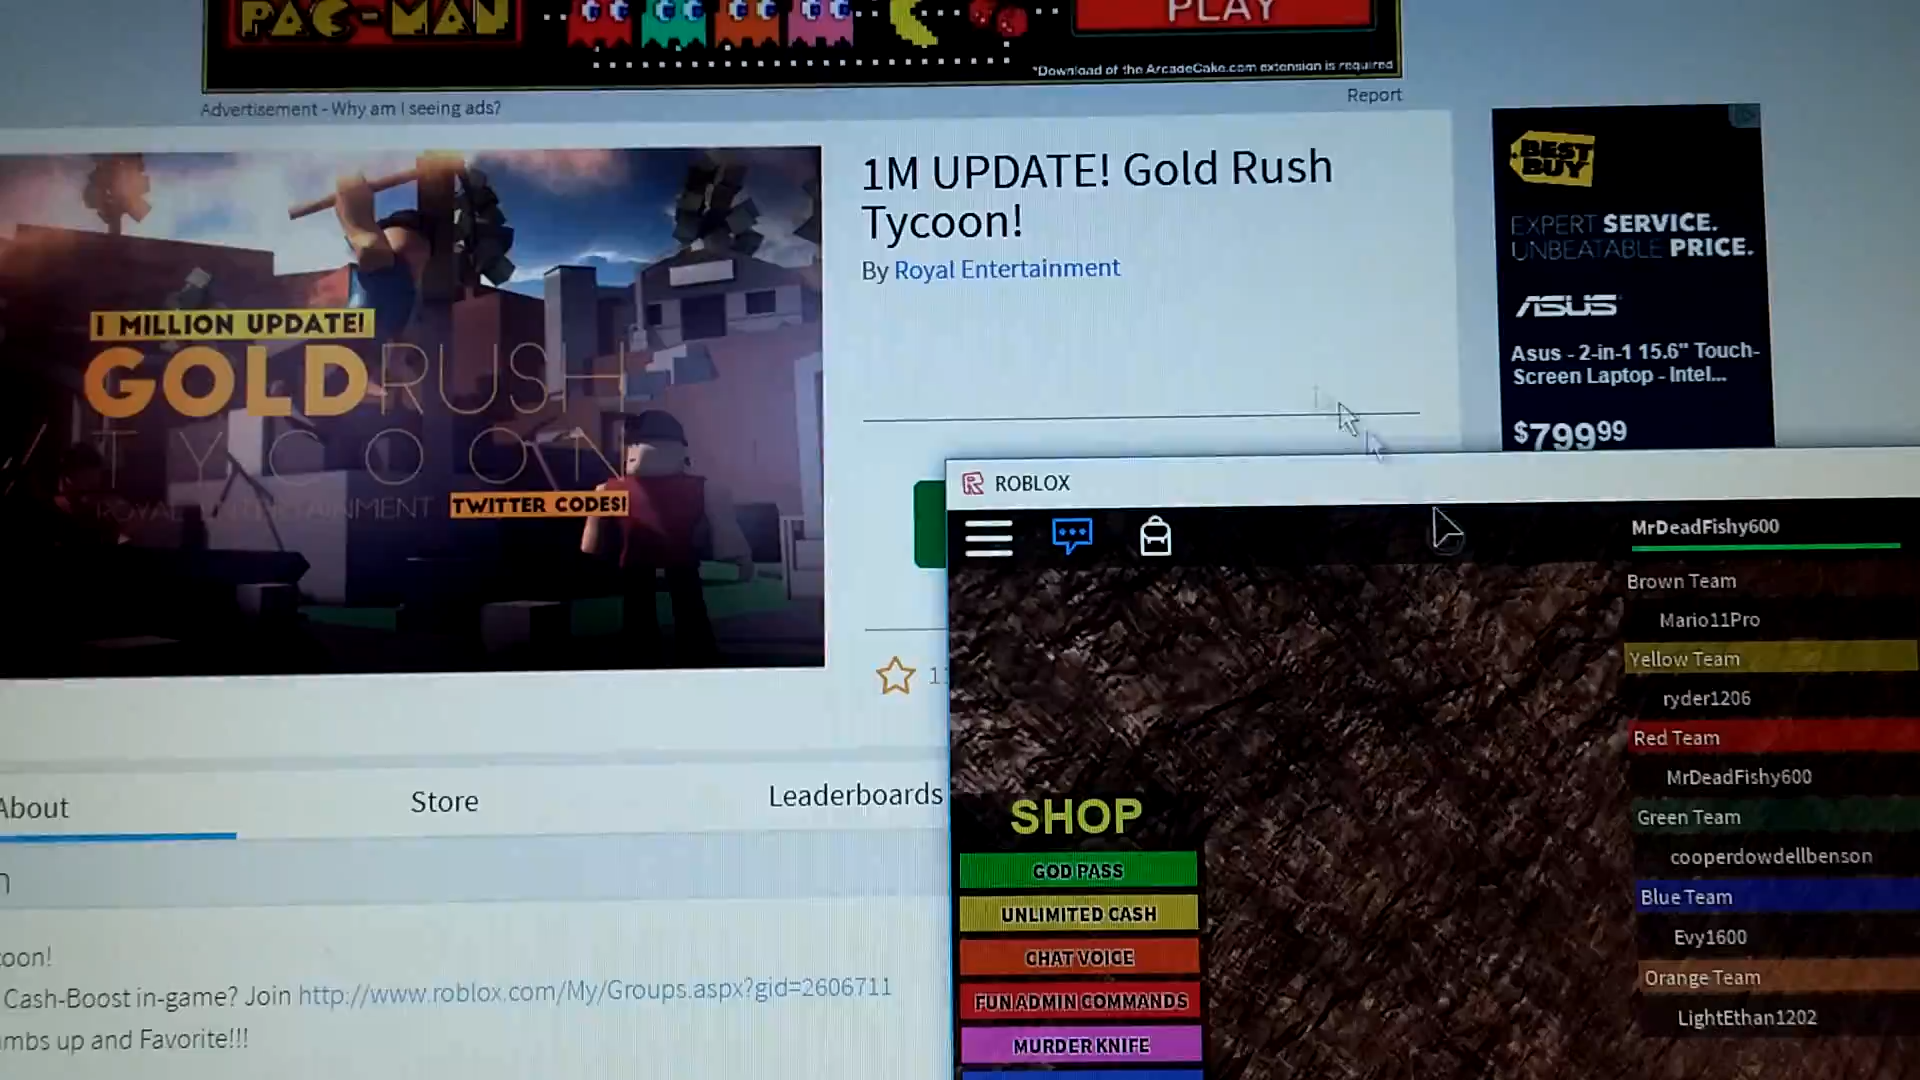 PAC-MAN
PLAY
*Download of the ArcadeCake.com extension is required
Advertisement - Why am I seeing ads?
Report
1 MILLION UPDATE!
GOLDRUSH
TYCOON
ROYAL ENTERTAINMENT
TWITTER CODES!
1M UPDATE! Gold Rush
Tycoon!
By Royal Entertainment
BEST
BUY
EXPERT SERVICE.
UNBEATABLE PRICE.
ASUS
Asus - 2-in-1 15.6" Touch-
Screen Laptop - Intel...
$79999
About
Store
Leaderboards
coon!
Cash-Boost in-game? Join http://www.roblox.com/My/Groups.aspx?gid=2606711
umbs up and Favorite!!!
ROBLOX
MrDeadFishy600
Brown Team
Mario11Pro
Yellow Team
ryder1206
Red Team
MrDeadFishy600
Green Team
cooperdowdellbenson
Blue Team
Evy1600
Orange Team
LightEthan1202
SHOP
GOD PASS
UNLIMITED CASH
CHAT VOICE
FUN ADMIN COMMANDS
MURDER KNIFE